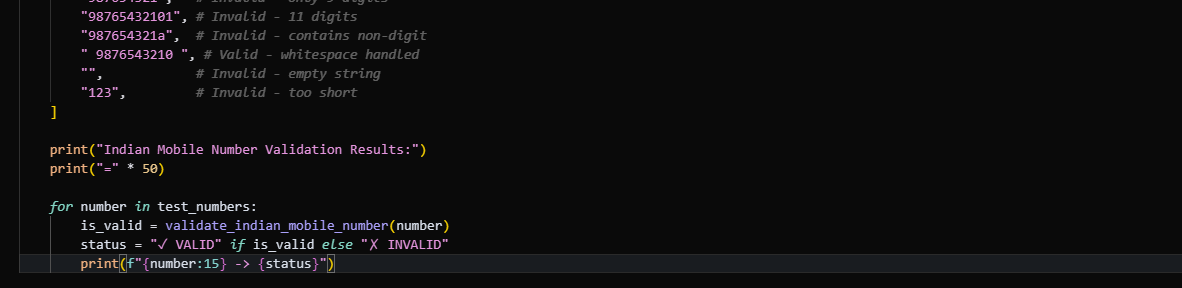 "98765432101", # Invalid - 11 digits
"987654321a",  # Invalid - contains non-digit
" 9876543210 ", # Valid - whitespace handled
"",            # Invalid - empty string
"123",         # Invalid - too short
]
print("Indian Mobile Number Validation Results:")
print("=" * 50)
for number in test_numbers:
is_valid = validate_indian_mobile_number(number)
status = "✓ VALID" if is_valid else "✗ INVALID"
print(f"{number:15} -> {status}")